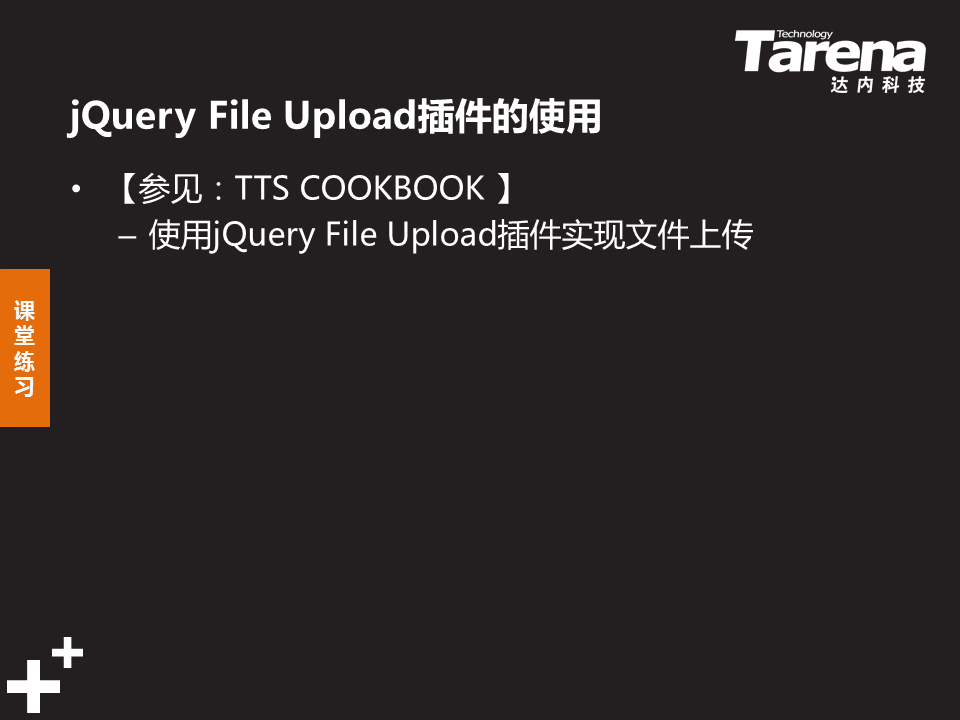 Technology
Tarena
达内科技
jQuery File Upload插件的使用
• 【参见：TTS COOKBOOK 】
– 使用jQuery File Upload插件实现文件上传
课
堂
练
习